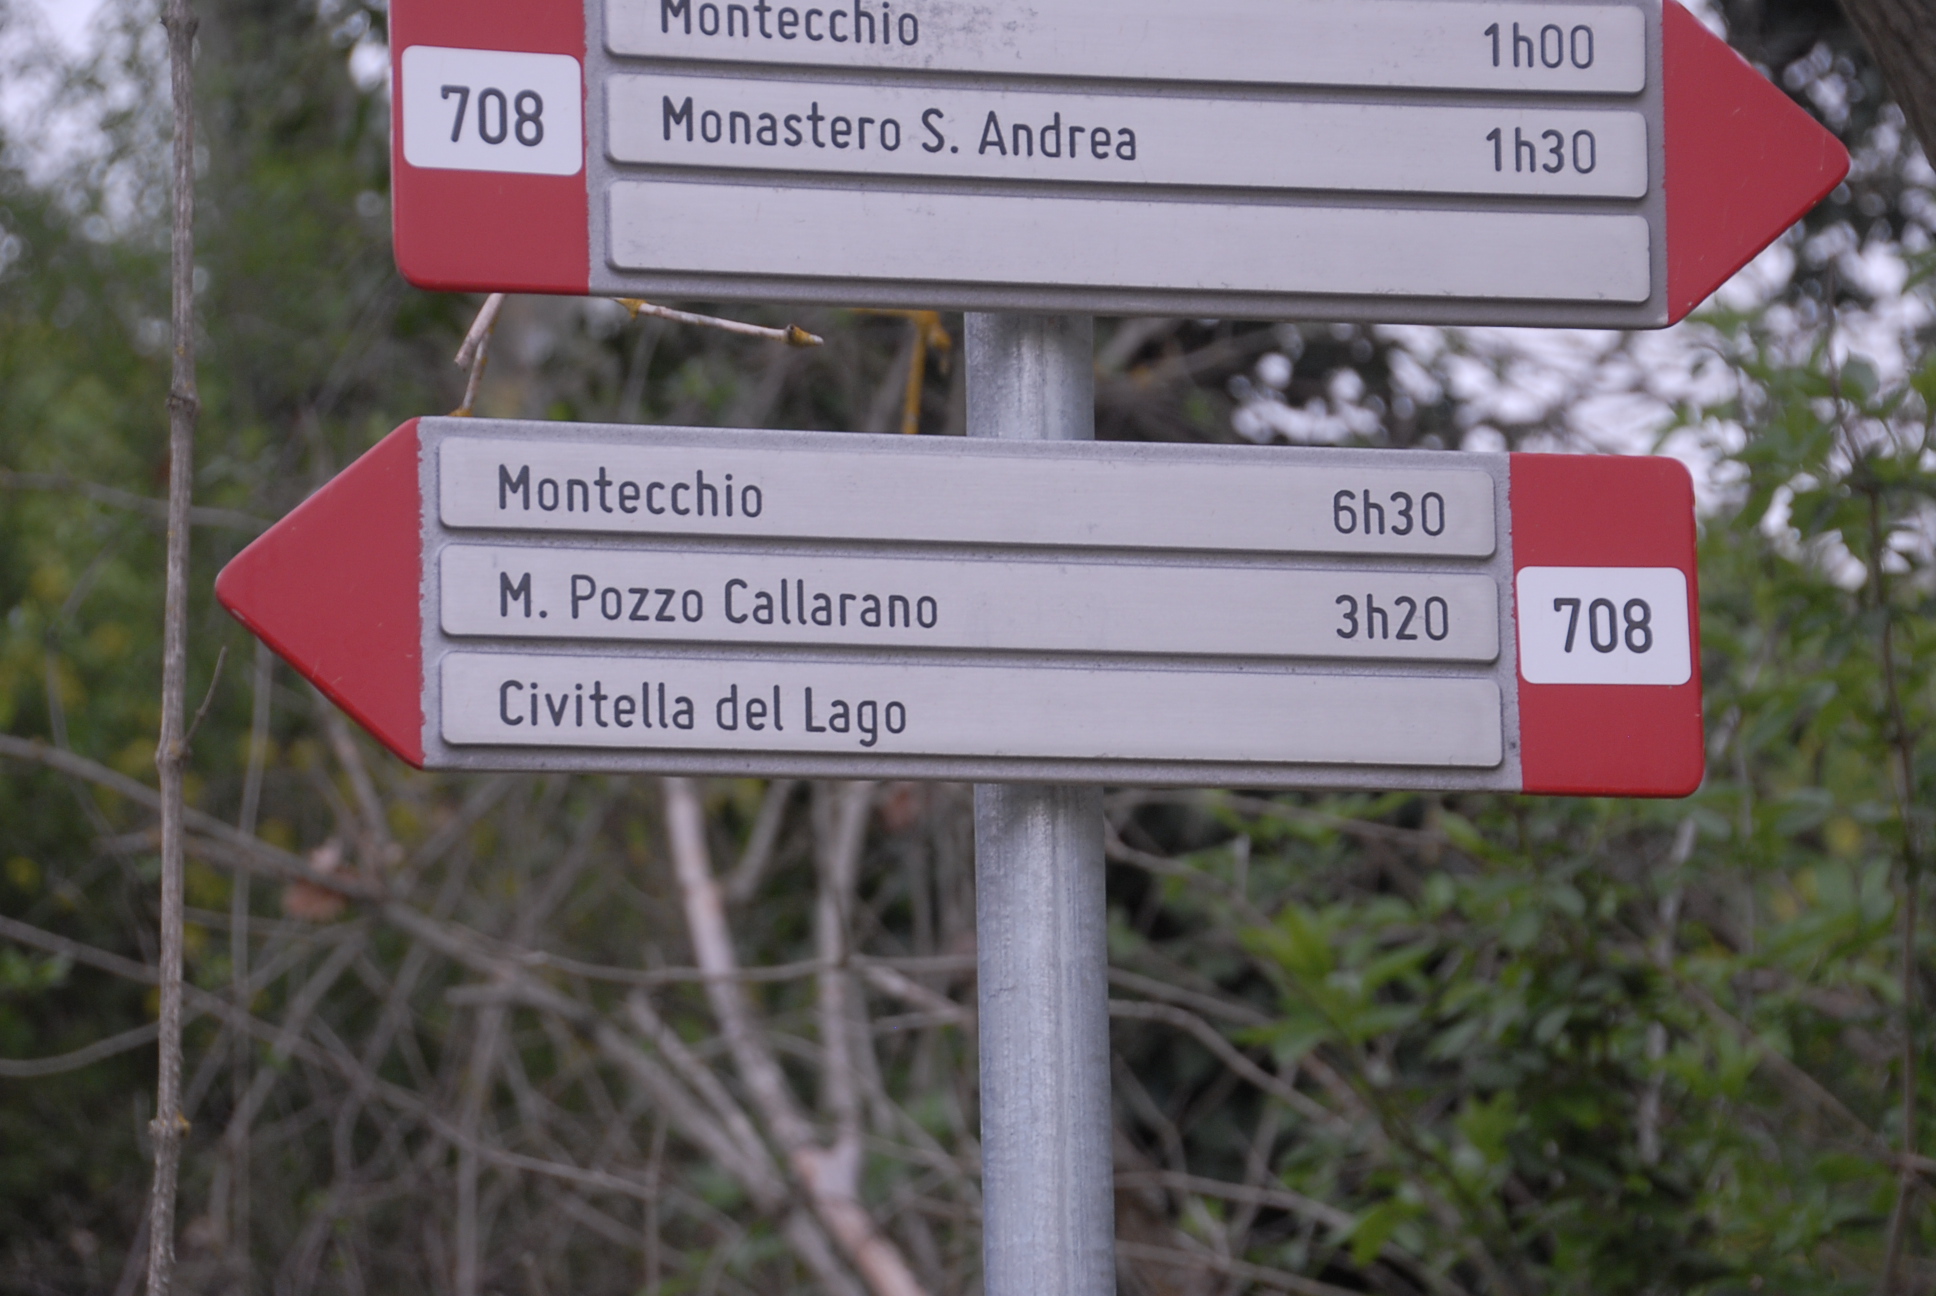 Montecchio 1h00
708 Monastero S. Andrea 1h30
Montecchio 6h30
M. Pozzo Callarano 3h20 708
Civitella del Lago